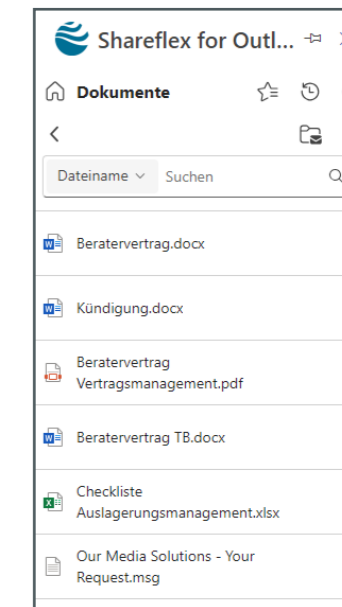 Shareflex for Outl...
Dokumente
Dateiname Suchen
Beratervertrag.docx
Kündigung.docx
Beratervertrag
Vertragsmanagement.pdf
Beratervertrag TB.docx
Checkliste
Auslagerungsmanagement.xlsx
Our Media Solutions - Your
Request.msg